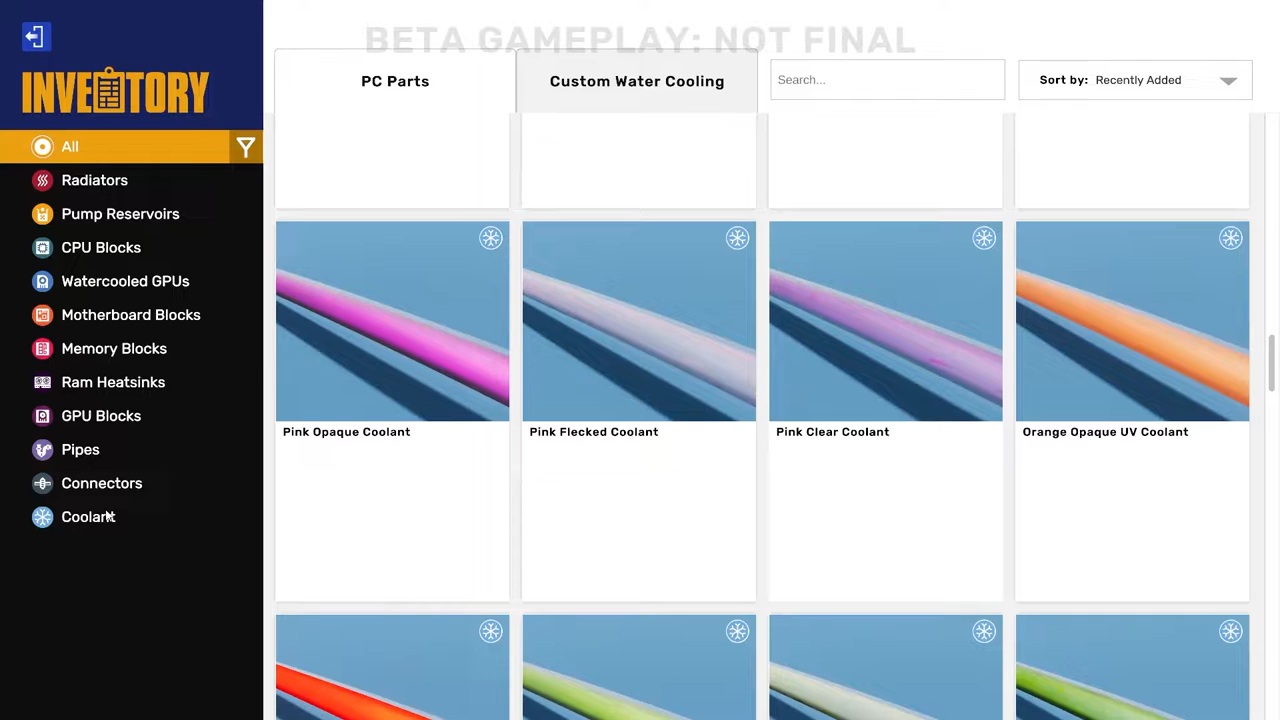 BETA GAMEPLAY: NOT FINAL
INVENTORY
PC Parts
Custom Water Cooling
Search...
Sort by: Recently Added
All
Radiators
Pump Reservoirs
CPU Blocks
Watercooled GPUs
Motherboard Blocks
Memory Blocks
Ram Heatsinks
GPU Blocks
Pipes
Connectors
Coolant
Pink Opaque Coolant
Pink Flecked Coolant
Pink Clear Coolant
Orange Opaque UV Coolant